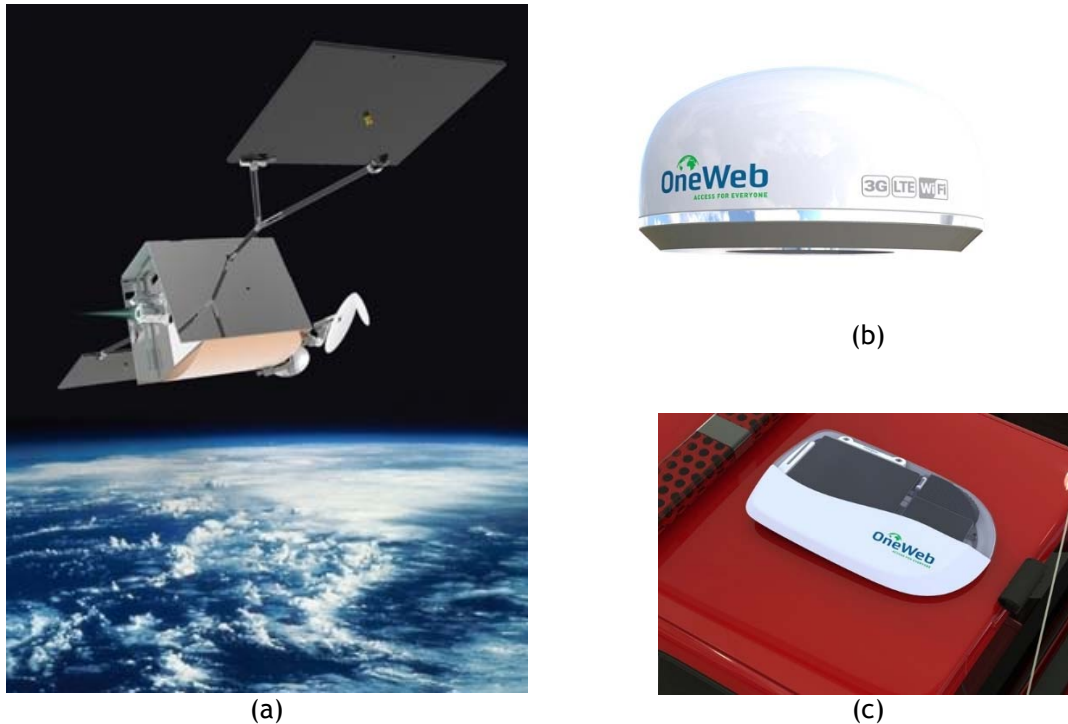 OneWeb
ACCESS FOR EVERYONE
3G LTE WiFi
(b)
OneWeb
(a)
(c)